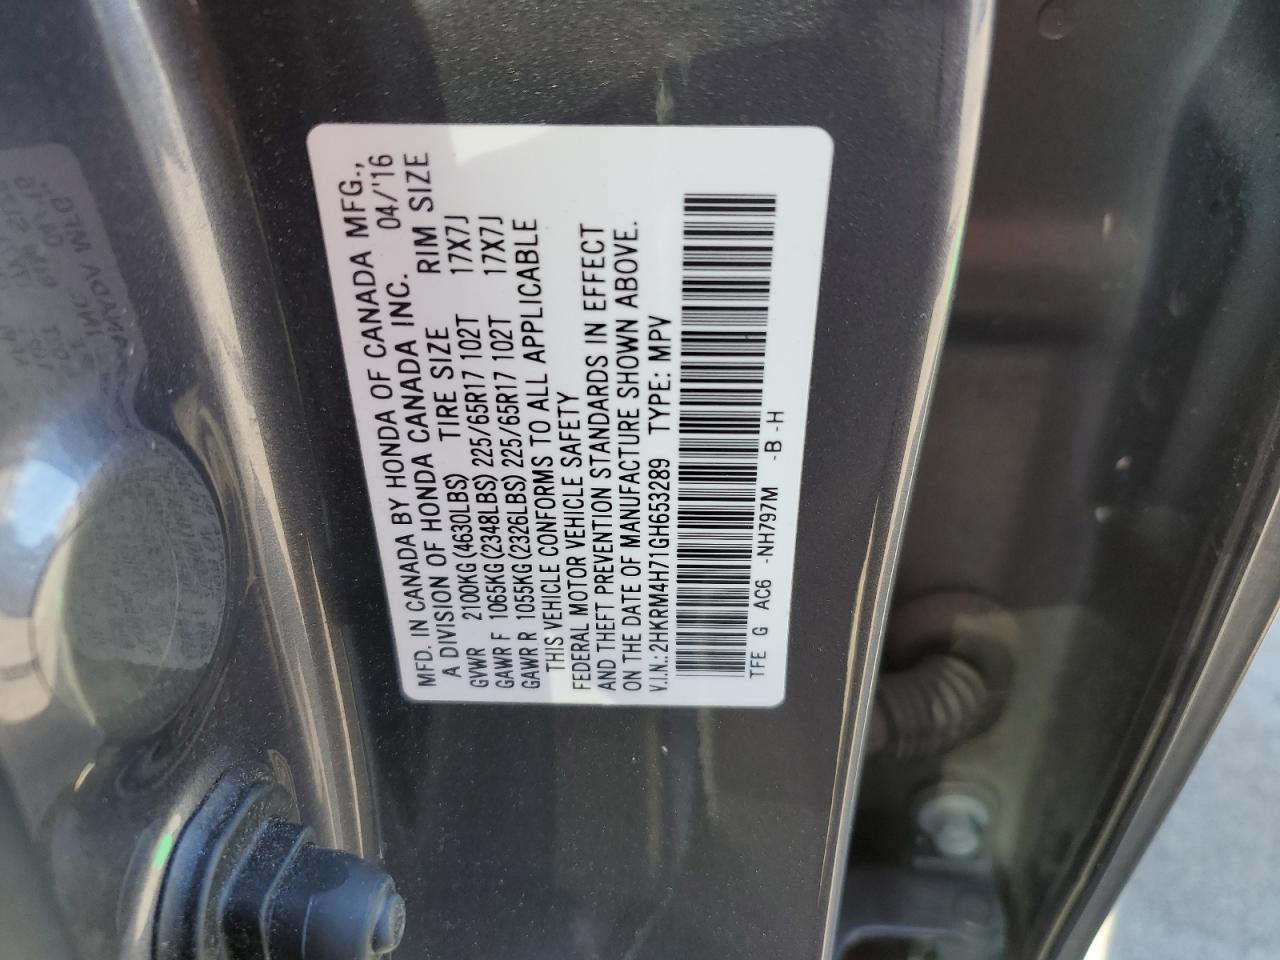 MFD. IN CANADA BY HONDA OF CANADA MFG.,
A DIVISION OF HONDA CANADA INC. 04/'16
GVWR 2100KG(4630LBS) TIRE SIZE RIM SIZE
GAWR F 1065KG(2348LBS) 225/65R17 102T 17X7J
GAWR R 1055KG(2326LBS) 225/65R17 102T 17X7J
THIS VEHICLE CONFORMS TO ALL APPLICABLE
FEDERAL MOTOR VEHICLE SAFETY
AND THEFT PREVENTION STANDARDS IN EFFECT
ON THE DATE OF MANUFACTURE SHOWN ABOVE.
V.I.N.: 2HKRM4H71GH653289 TYPE: MPV
TFE G AC6 -NH797M -B -H